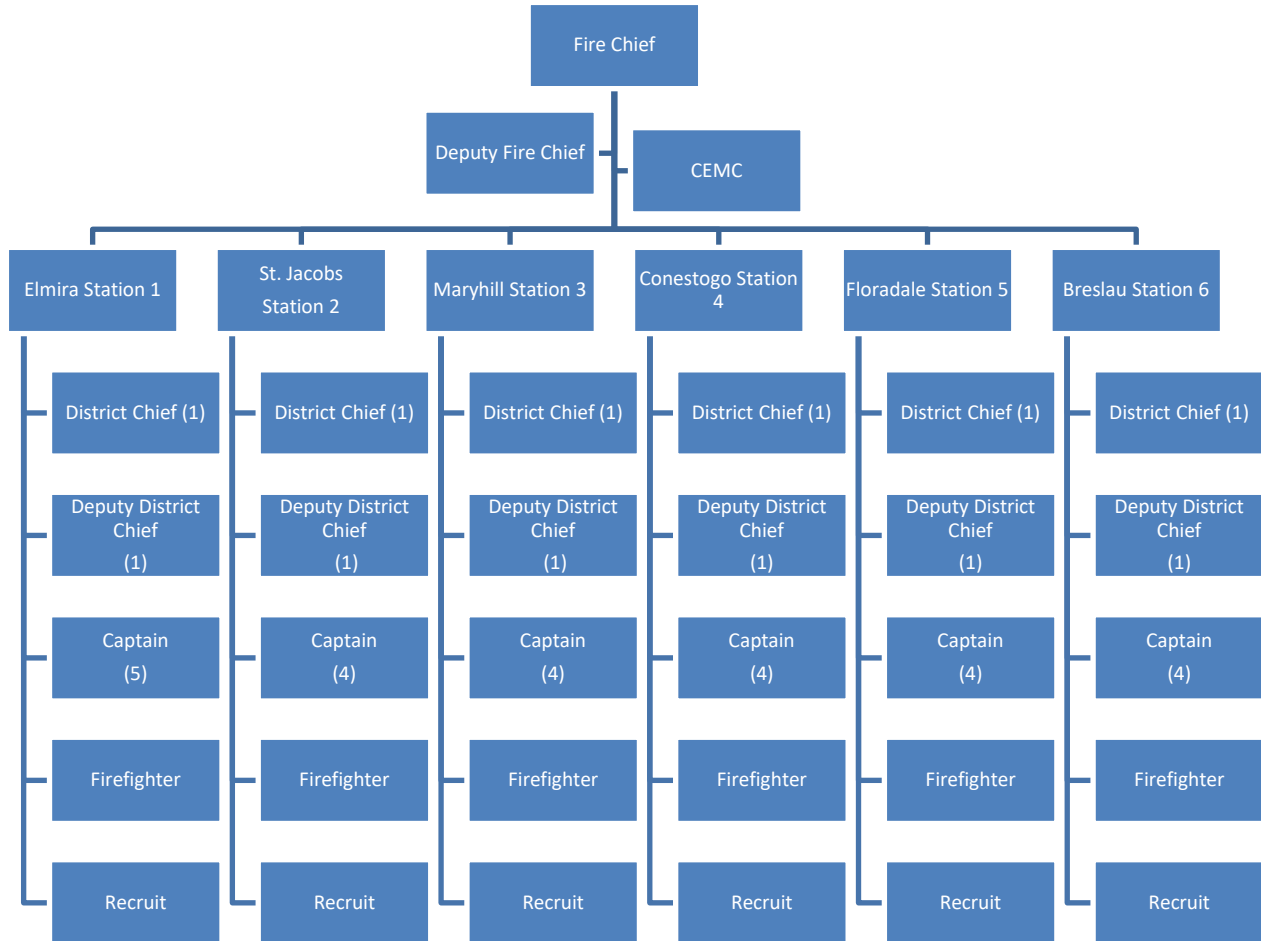 Fire Chief
Deputy Fire Chief
CEMC
Elmira Station 1
St. Jacobs
Station 2
Maryhill Station 3
Conestogo Station
4
Floradale Station 5
Breslau Station 6
District Chief (1)
District Chief (1)
District Chief (1)
District Chief (1)
District Chief (1)
District Chief (1)
Deputy District
Chief
(1)
Deputy District
Chief
(1)
Deputy District
Chief
(1)
Deputy District
Chief
(1)
Deputy District
Chief
(1)
Deputy District
Chief
(1)
Captain
(5)
Captain
(4)
Captain
(4)
Captain
(4)
Captain
(4)
Captain
(4)
Firefighter
Firefighter
Firefighter
Firefighter
Firefighter
Firefighter
Recruit
Recruit
Recruit
Recruit
Recruit
Recruit